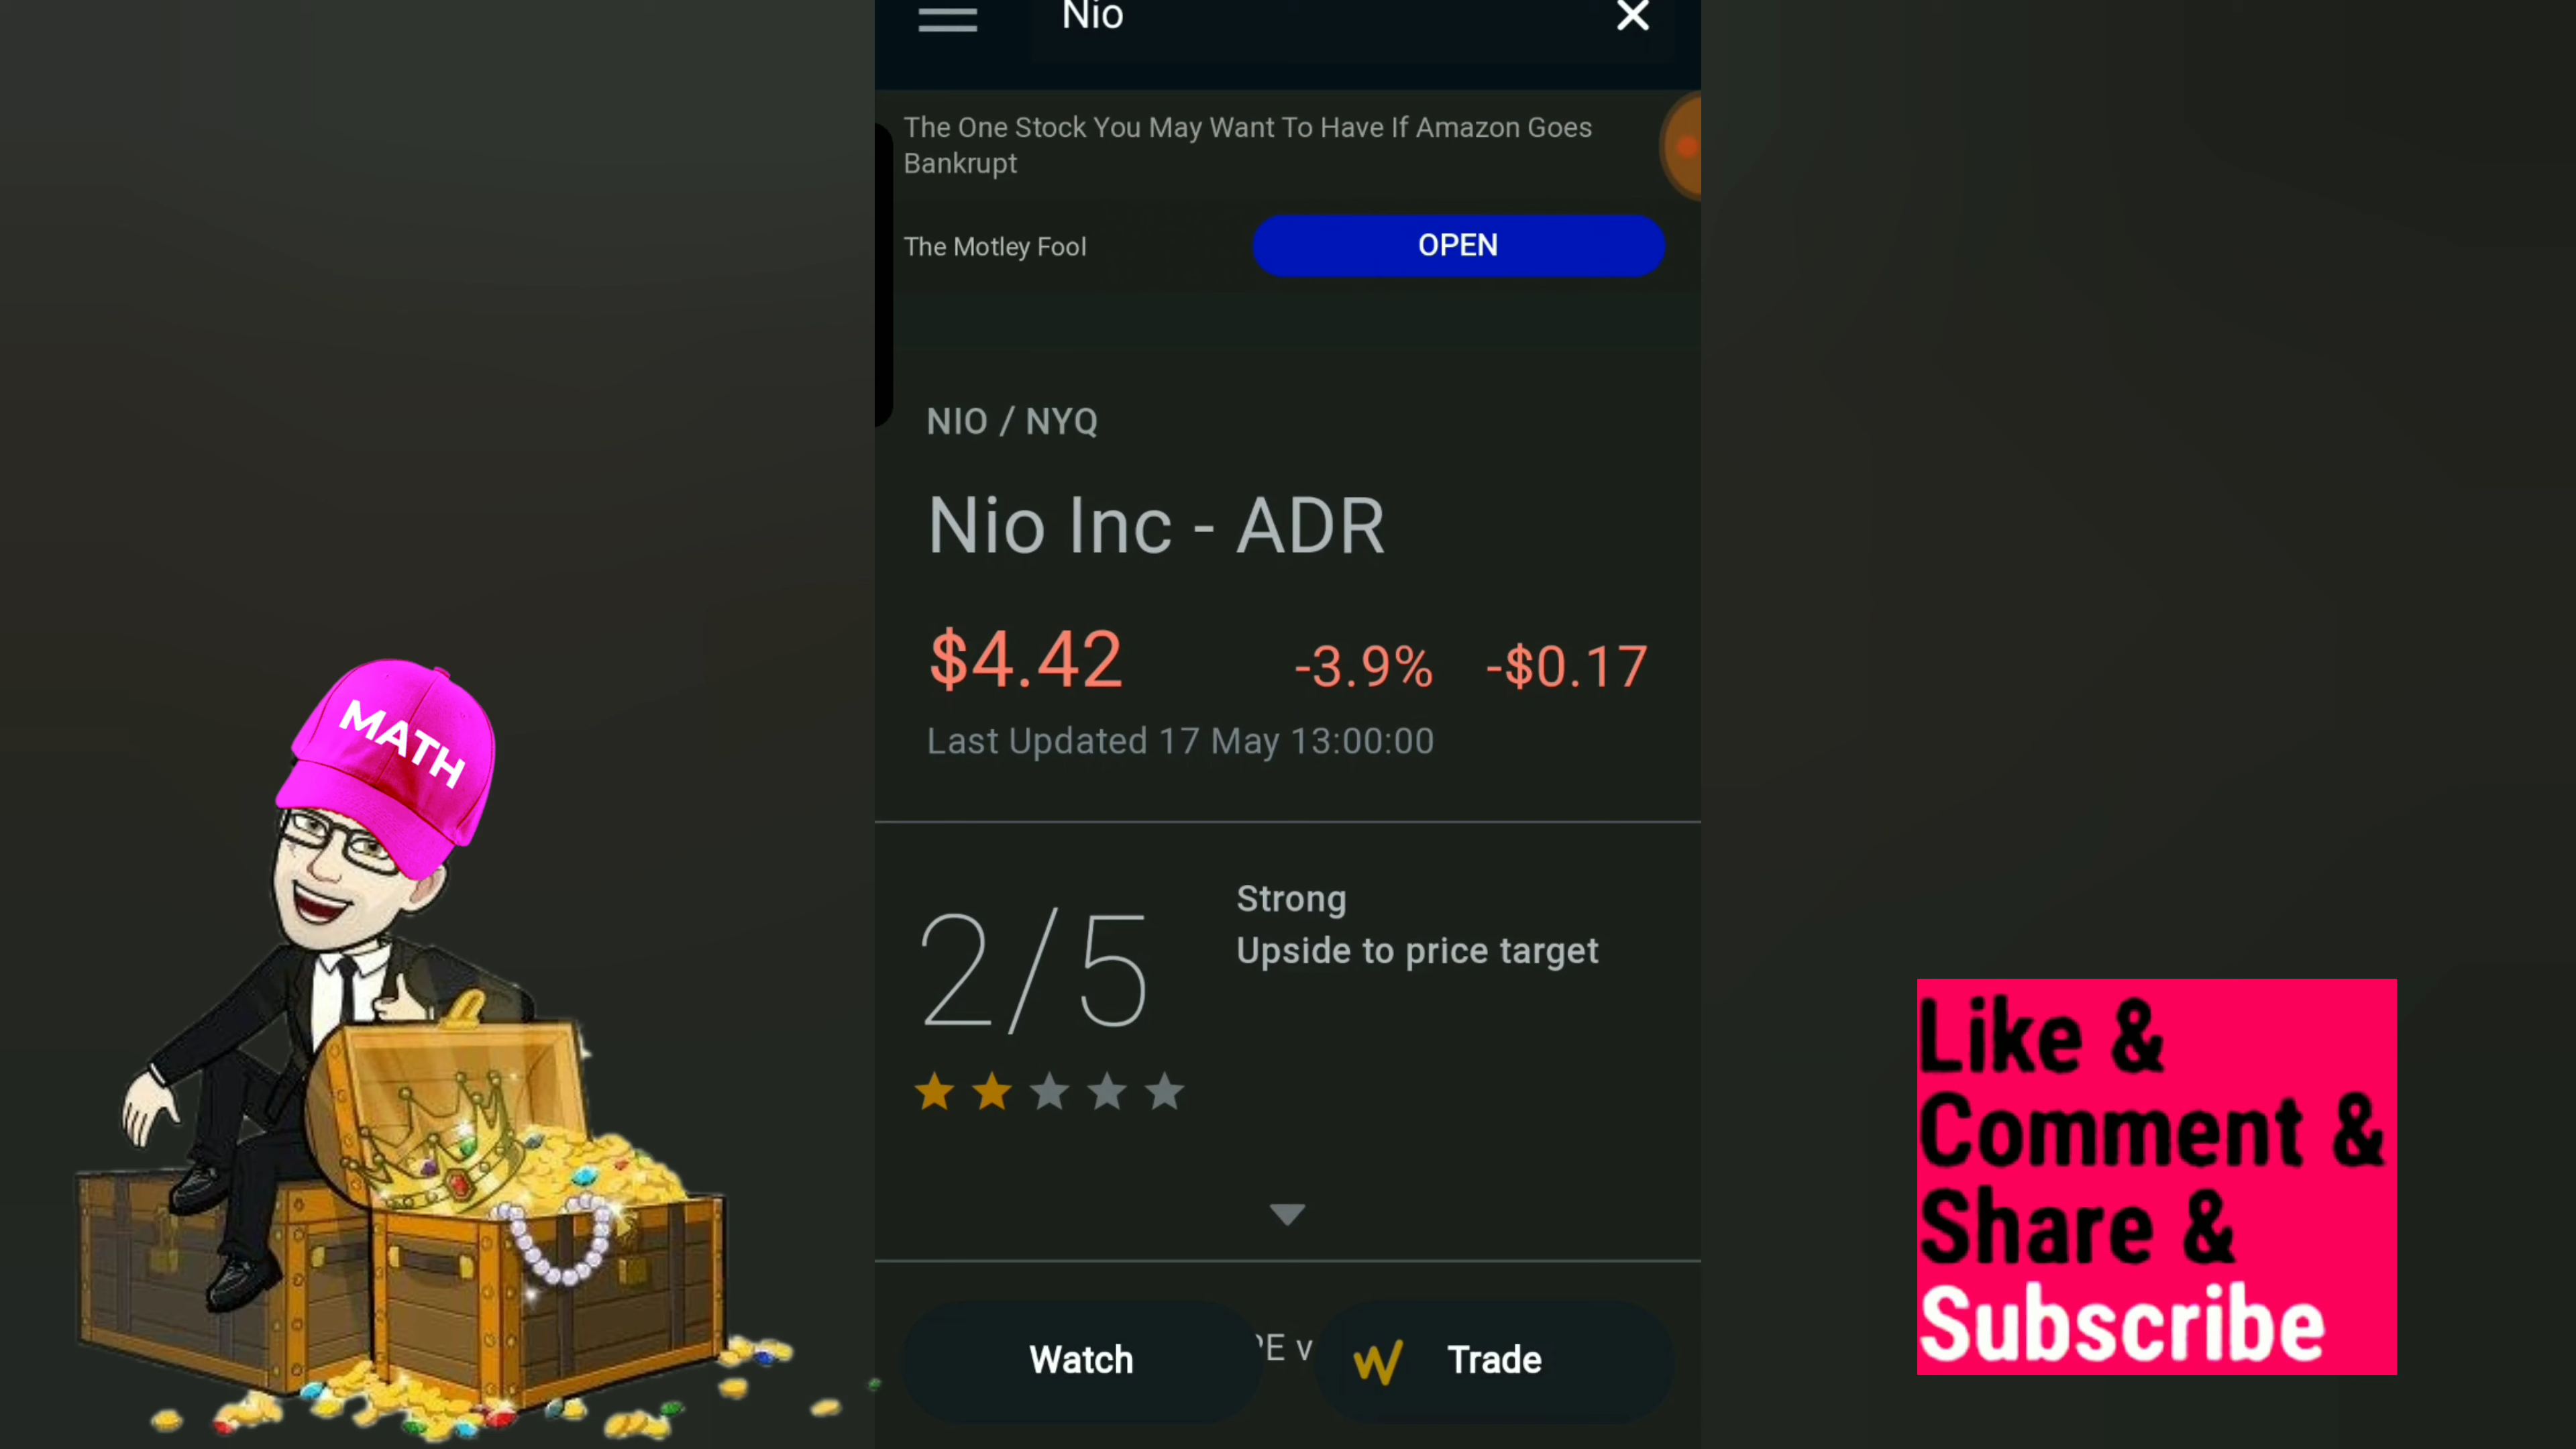 Nio
The One Stock You May Want To Have If Amazon Goes
Bankrupt
The Motley Fool
OPEN
NIO / NYQ
Nio Inc - ADR
$4.42 -3.9% -$0.17
Last Updated 17 May 13:00:00
MATH
2/5
Strong
Upside to price target
Watch
Trade
Like &
Comment &
Share &
Subscribe